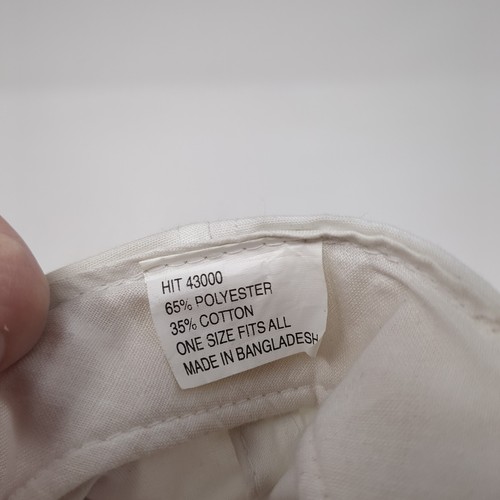 HIT 43000
65% POLYESTER
35% COTTON
ONE SIZE FITS ALL
MADE IN BANGLADESH